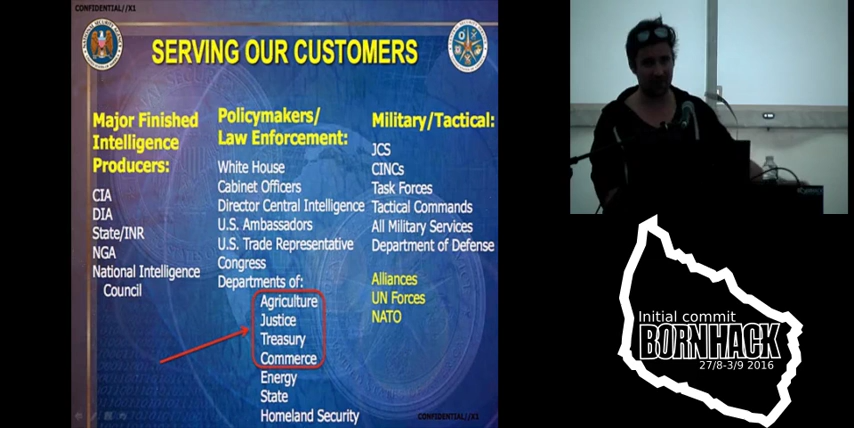 CONFIDENTIAL//X1
SERVING OUR CUSTOMERS
Major Finished
Intelligence
Producers:
CIA
DIA
State/INR
NGA
National Intelligence
Council
Policymakers/
Law Enforcement:
White House
Cabinet Officers
Director Central Intelligence
U.S. Ambassadors
U.S. Trade Representative
Congress
Departments of:
Agriculture
Justice
Treasury
Commerce
Energy
State
Homeland Security
Military/Tactical:
JCS
CINCs
Task Forces
Tactical Commands
All Military Services
Department of Defense
Alliances
UN Forces
NATO
CONFIDENTIAL//X1
Initial commit
BORNHACK
27/8-3/9 2016